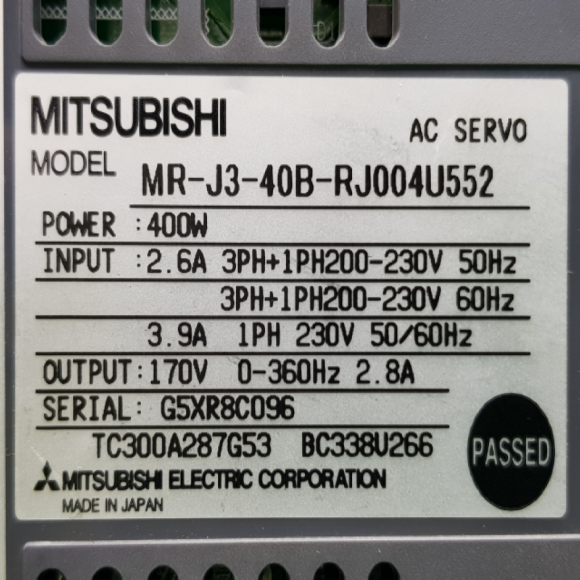 MITSUBISHI
AC SERVO
MODEL MR-J3-40B-RJ004U552
POWER :400W
INPUT :2.6A 3PH+1PH200-230V 50Hz
3PH+1PH200-230V 60Hz
3.9A 1PH 230V 50/60Hz
OUTPUT:170V 0-360Hz 2.8A
SERIAL: G5XR8C096
TC300A287G53 BC338U266
PASSED
MITSUBISHI ELECTRIC CORPORATION
MADE IN JAPAN